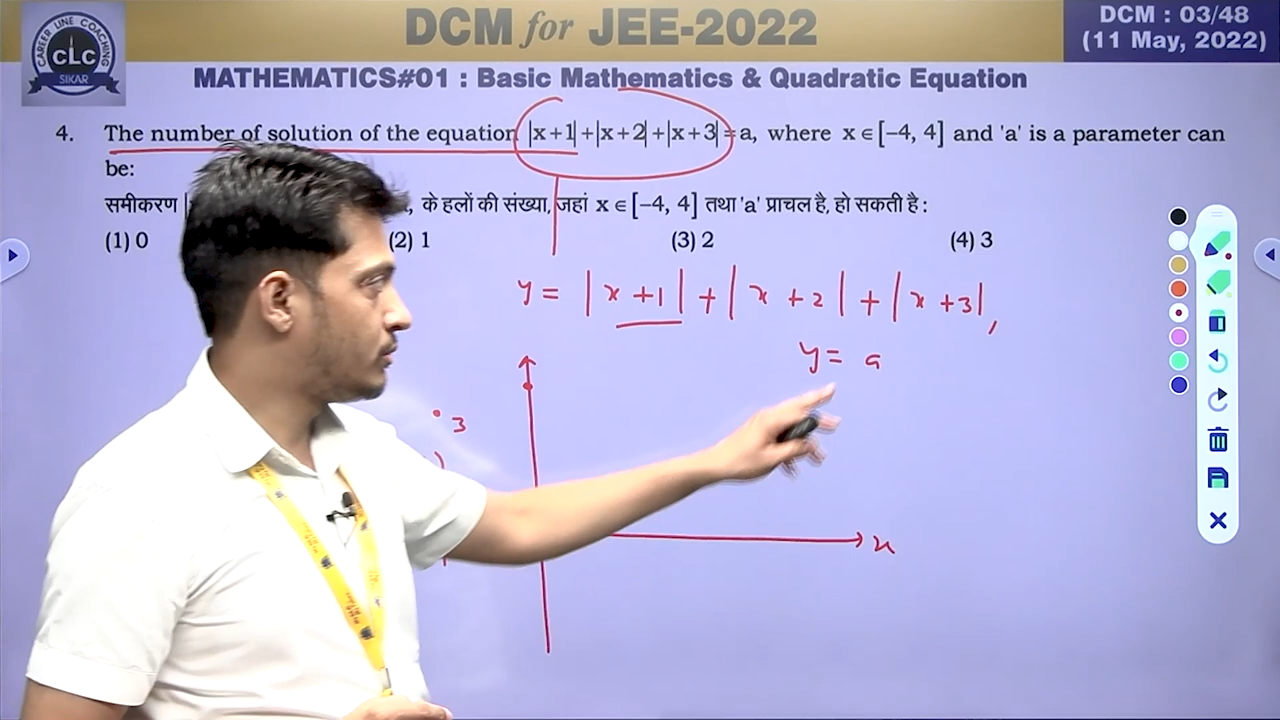 DCM for JEE-2022
DCM : 03/48
(11 May, 2022)
CAREER LINE COACHING
CLC
SIKAR
MATHEMATICS#01 : Basic Mathematics & Quadratic Equation
4. The number of solution of the equation |x+1|+|x+2|+|x+3|=a, where x∈[−4, 4] and 'a' is a parameter can
be:
समीकरण के हलों की संख्या, जहां x∈[−4, 4] तथा 'a' प्राचल है, हो सकती है :
(1) 0 (2) 1 (3) 2 (4) 3
y = |x+1| + |x+2| + |x+3|,
y = a
3
x